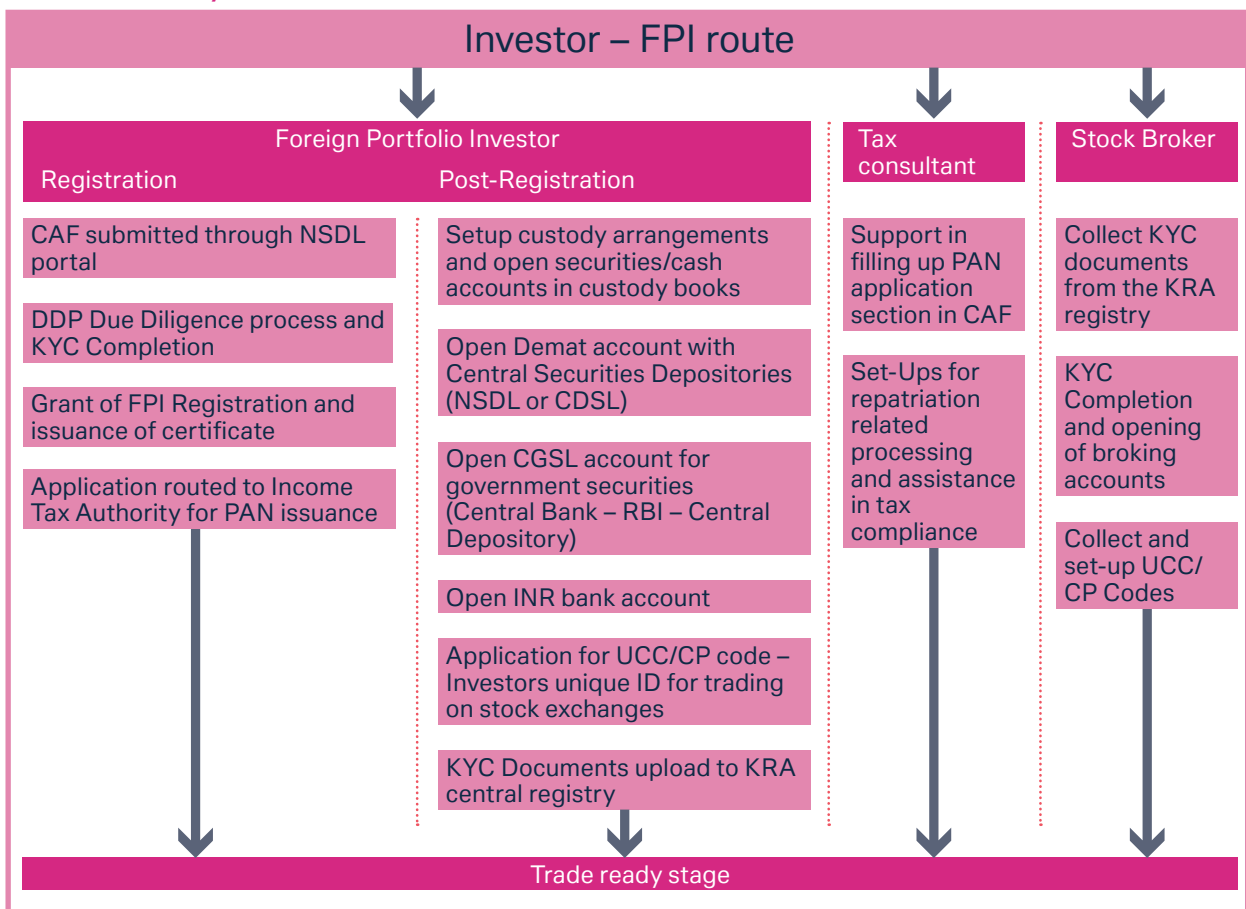 Investor – FPI route
Foreign Portfolio Investor
Registration
Post-Registration
Tax
consultant
Stock Broker
CAF submitted through NSDL
portal
DDP Due Diligence process and
KYC Completion
Grant of FPI Registration and
issuance of certificate
Application routed to Income
Tax Authority for PAN issuance
Setup custody arrangements
and open securities/cash
accounts in custody books
Open Demat account with
Central Securities Depositories
(NSDL or CDSL)
Open CGSL account for
government securities
(Central Bank – RBI – Central
Depository)
Open INR bank account
Application for UCC/CP code –
Investors unique ID for trading
on stock exchanges
KYC Documents upload to KRA
central registry
Support in
filling up PAN
application
section in CAF
Set-Ups for
repatriation
related
processing
and assistance
in tax
compliance
Collect KYC
documents
from the KRA
registry
KYC
Completion
and opening
of broking
accounts
Collect and
set-up UCC/
CP Codes
Trade ready stage